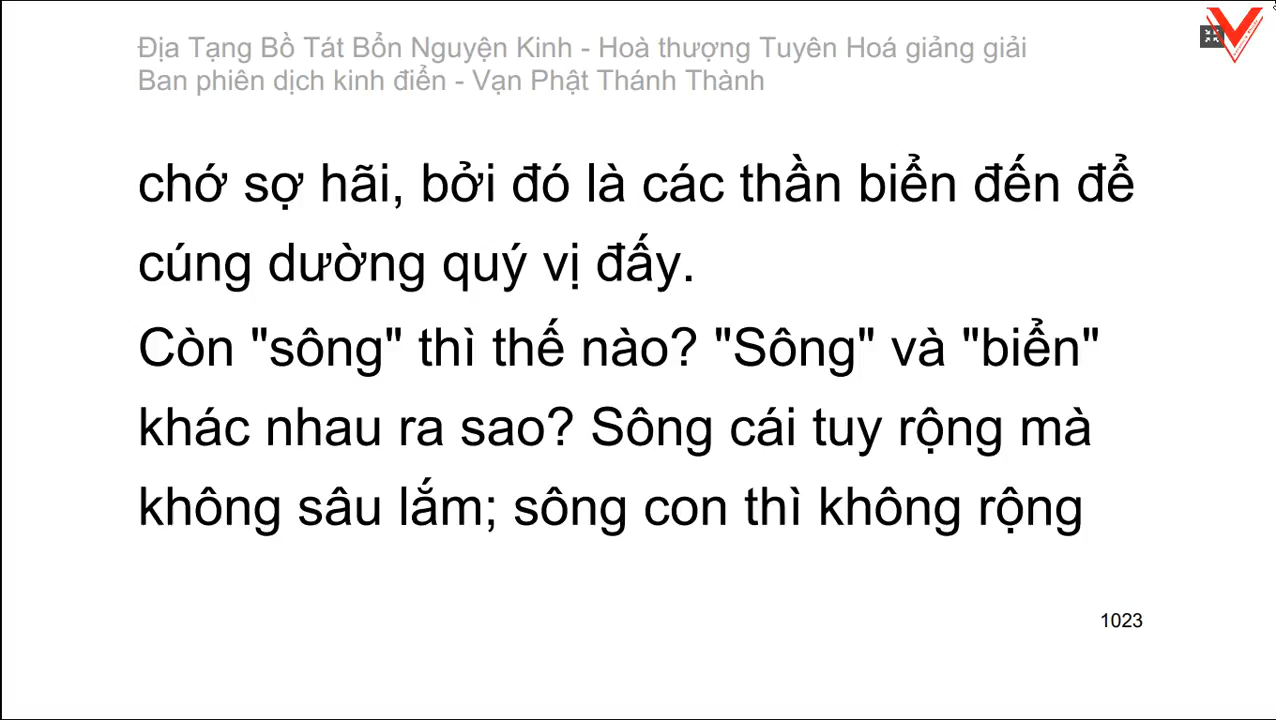 Địa Tạng Bồ Tát Bổn Nguyện Kinh - Hoà thượng Tuyên Hoá giảng giải
Ban phiên dịch kinh điển - Vạn Phật Thánh Thành
chớ sợ hãi, bởi đó là các thần biển đến để
cúng dường quý vị đấy.
Còn "sông" thì thế nào? "Sông" và "biển"
khác nhau ra sao? Sông cái tuy rộng mà
không sâu lắm; sông con thì không rộng
1023